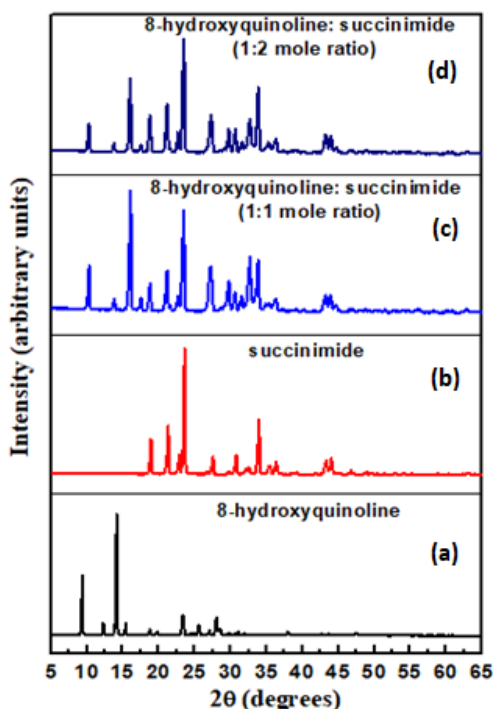 8-hydroxyquinoline: succinimide
(1:2 mole ratio)
(d)
8-hydroxyquinoline: succinimide
(1:1 mole ratio)
(c)
succinimide
(b)
8-hydroxyquinoline
(a)
Intensity (arbitrary units)
5 10 15 20 25 30 35 40 45 50 55 60 65
2θ (degrees)